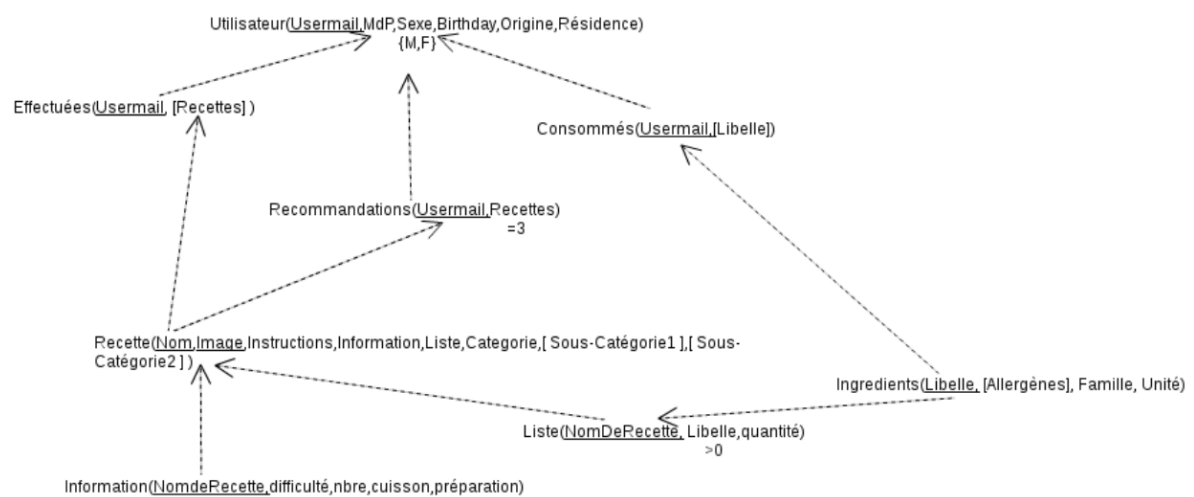 Utilisateur(Usermail,MdP,Sexe,Birthday,Origine,Résidence)
{M,F}
Effectuées(Usermail, [Recettes] )
Consommés(Usermail,[Libelle])
Recommandations(Usermail,Recettes)
=3
Recette(Nom,Image,Instructions,Information,Liste,Categorie,[ Sous-Catégorie1 ],[ Sous-
Catégorie2 ] )
Ingredients(Libelle, [Allergènes], Famille, Unité)
Liste(NomDeRecette, Libelle,quantité)
>0
Information(NomdeRecette,difficulté,nbre,cuisson,préparation)